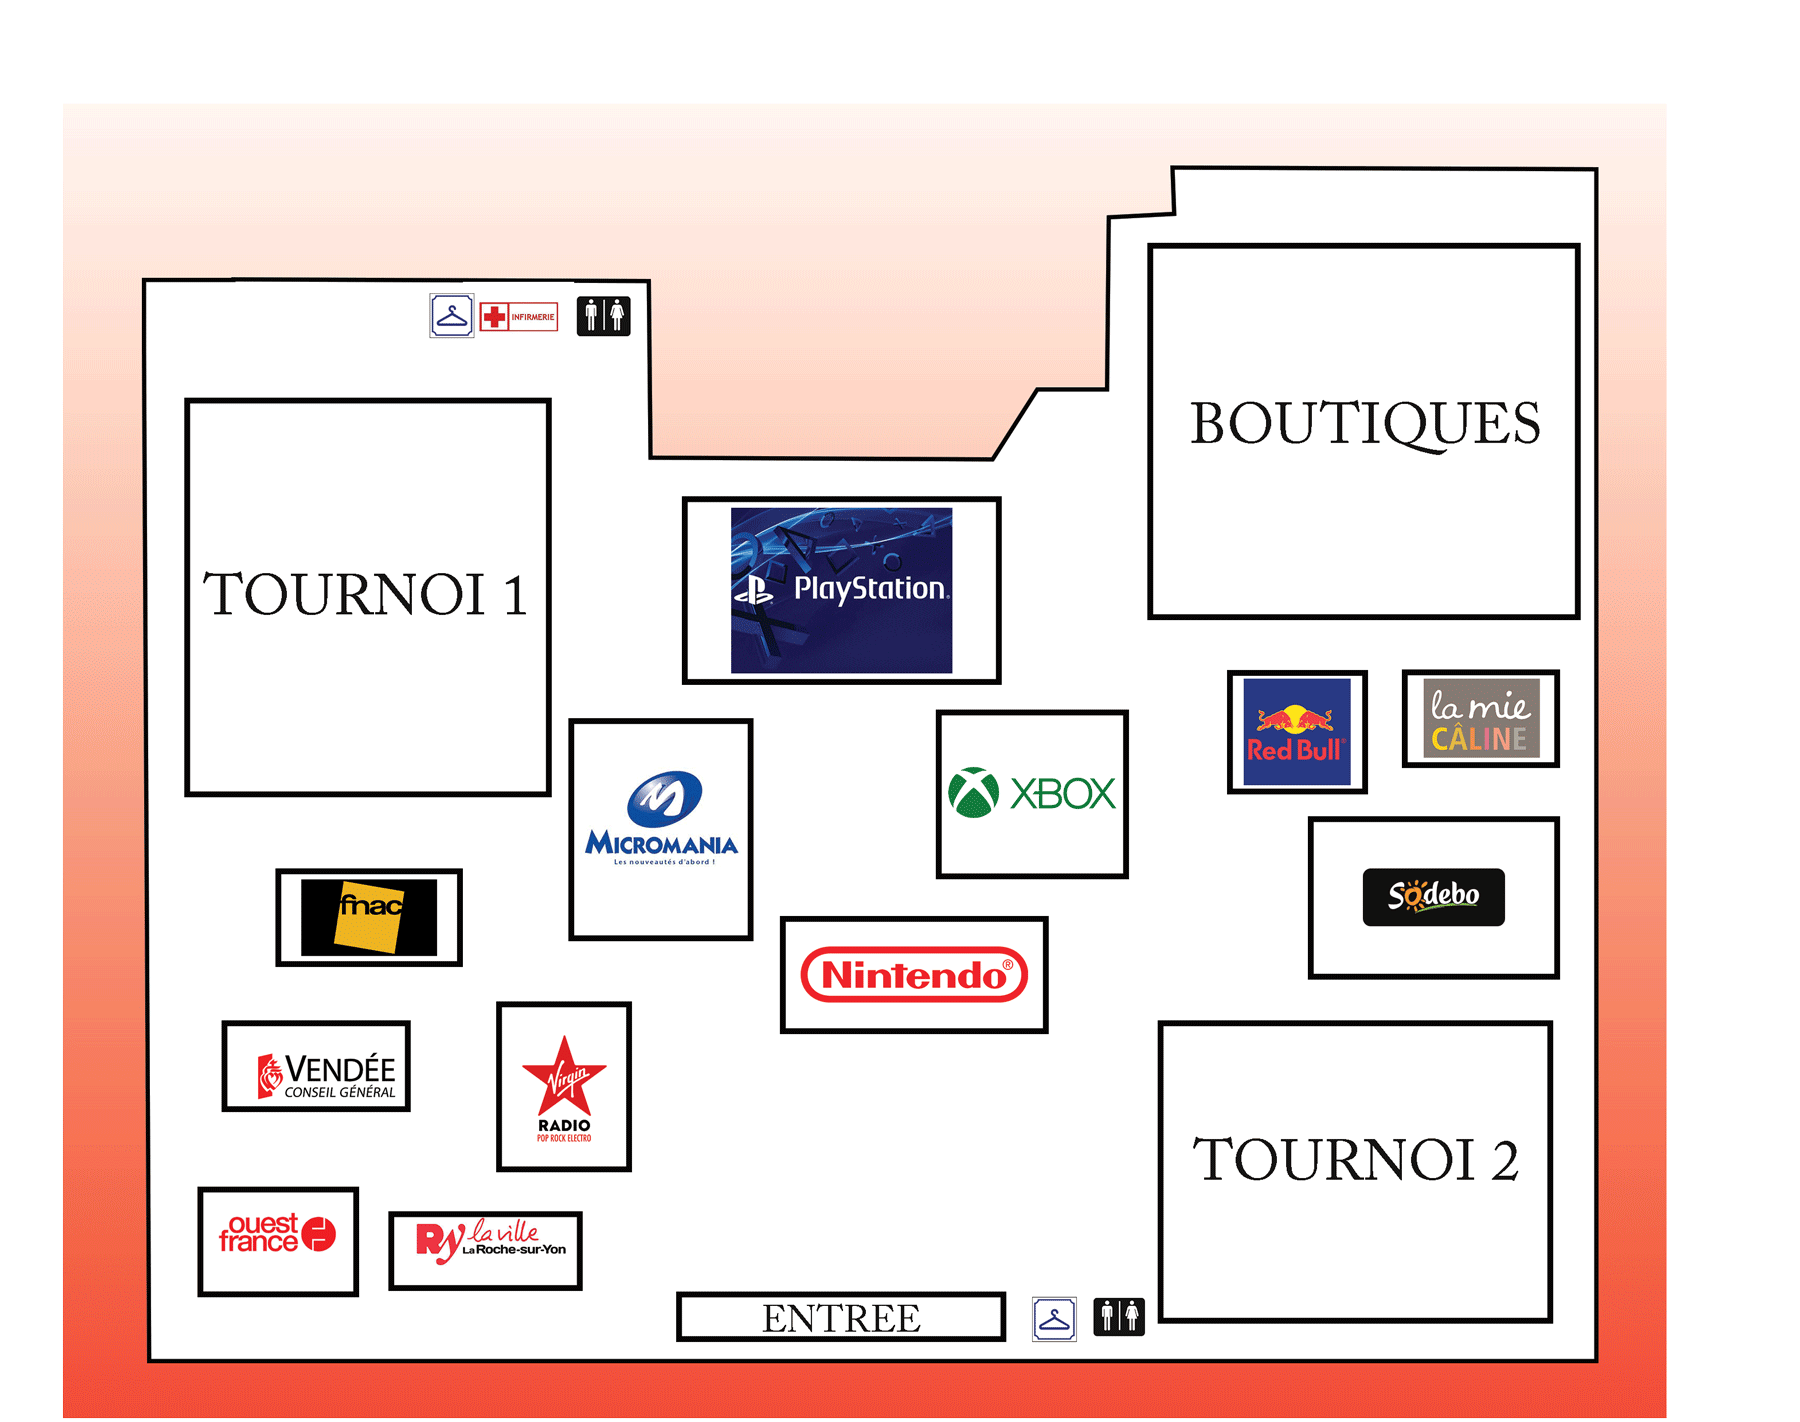 INFIRMERIE
BOUTIQUES
TOURNOI 1
PlayStation®
Red Bull®
la mie
CÂLINE
XBOX
MICROMANIA
Les nouveautés d'abord !
fnac
Sodebo
Nintendo®
VENDÉE
CONSEIL GÉNÉRAL
Virgin
RADIO
POP ROCK ELECTRO
TOURNOI 2
ouest
france
Ry la ville
La Roche-sur-Yon
ENTREE